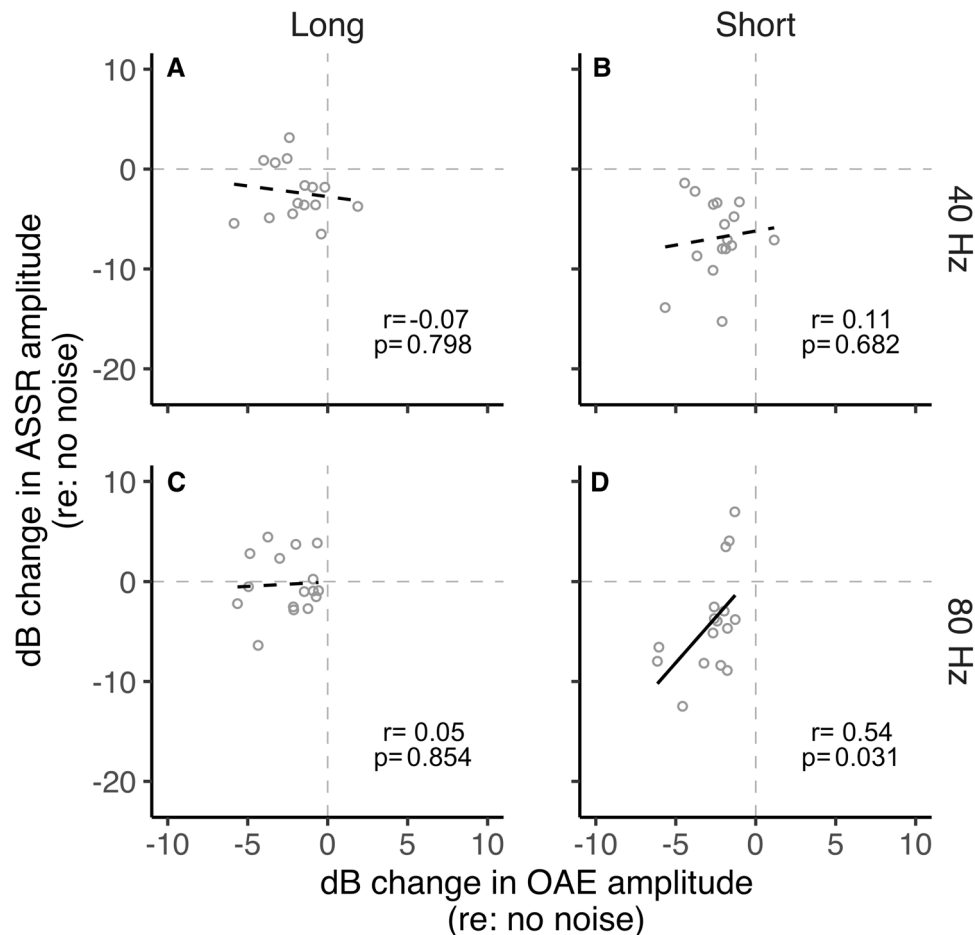 Long
Short
A
B
10
0
-10
-20
r=-0.07
p=0.798
r= 0.11
p=0.682
40 Hz
dB change in ASSR amplitude
(re: no noise)
C
D
10
0
-10
-20
r= 0.05
p=0.854
r= 0.54
p=0.031
80 Hz
-10 -5 0 5 10
-10 -5 0 5 10
dB change in OAE amplitude
(re: no noise)